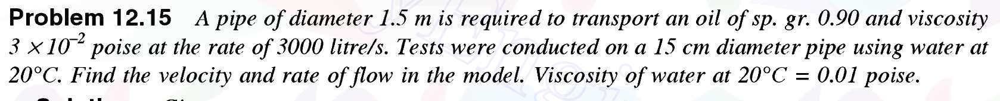 Problem 12.15 A pipe of diameter 1.5 m is required to transport an oil of sp. gr. 0.90 and viscosity
3 × 10⁻² poise at the rate of 3000 litre/s. Tests were conducted on a 15 cm diameter pipe using water at
20°C. Find the velocity and rate of flow in the model. Viscosity of water at 20°C = 0.01 poise.